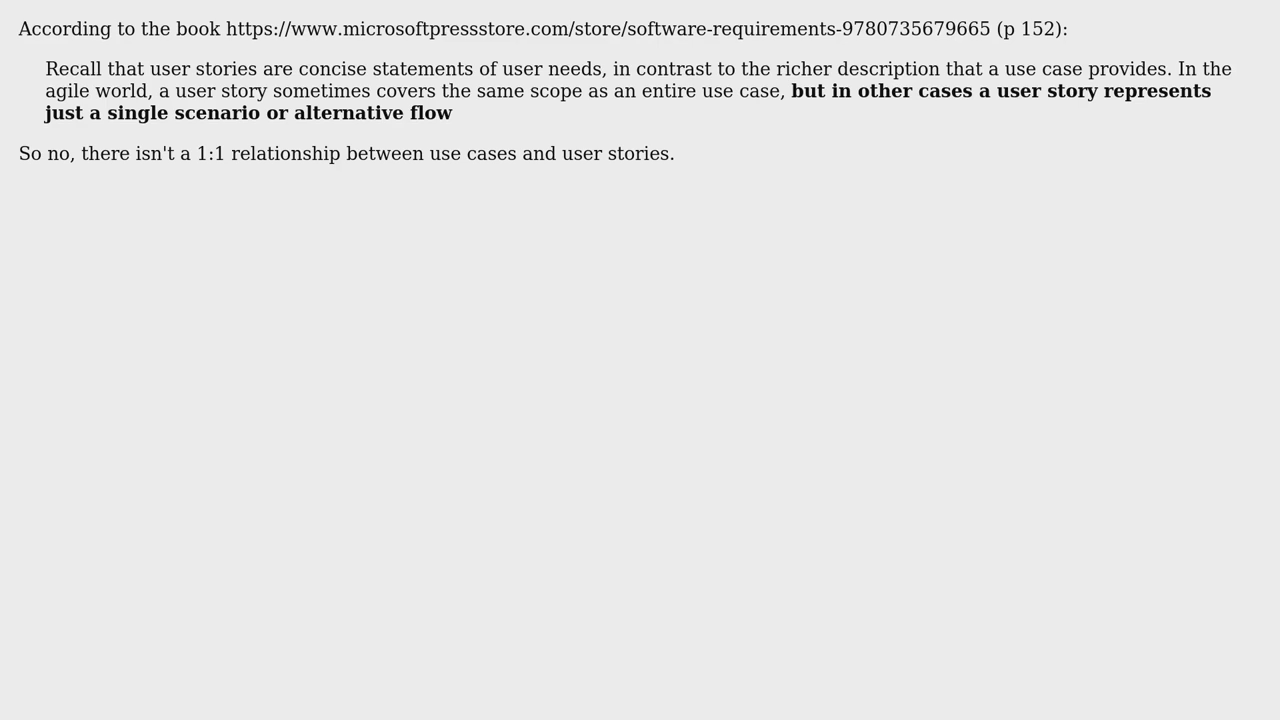 According to the book https://www.microsoftpressstore.com/store/software-requirements-9780735679665 (p 152):
Recall that user stories are concise statements of user needs, in contrast to the richer description that a use case provides. In the
agile world, a user story sometimes covers the same scope as an entire use case, but in other cases a user story represents
just a single scenario or alternative flow
So no, there isn't a 1:1 relationship between use cases and user stories.